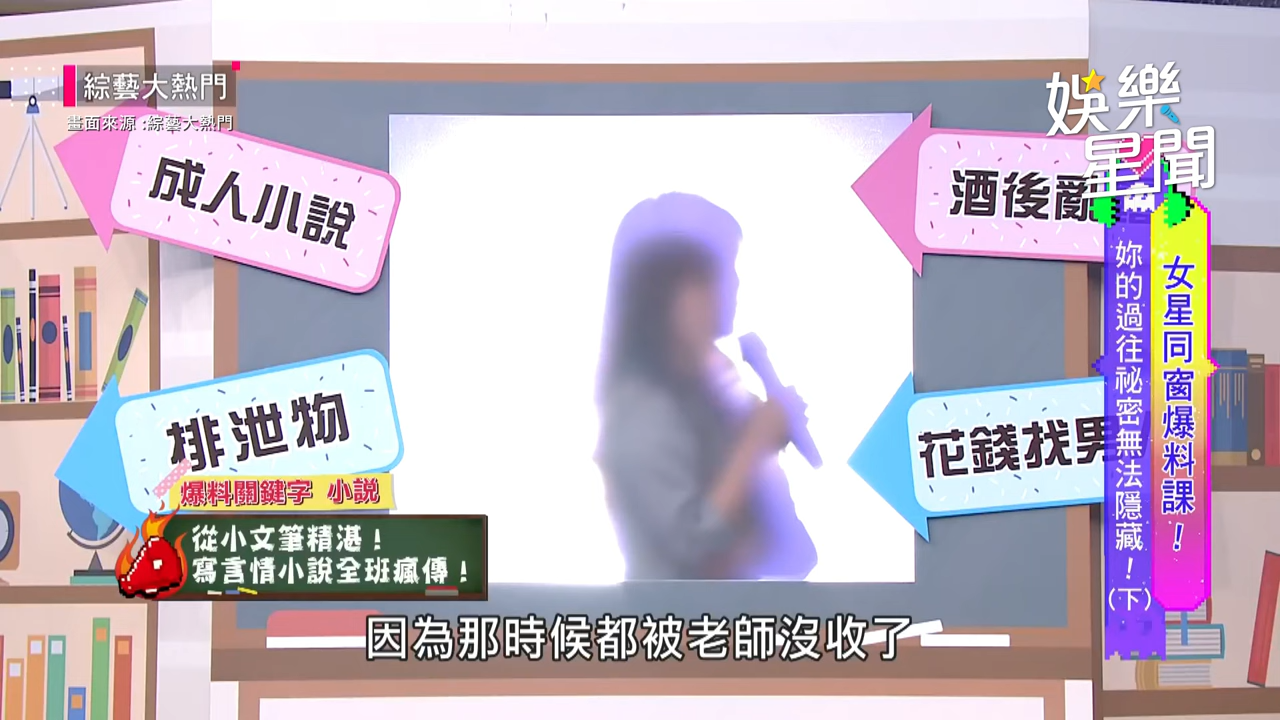 綜藝大熱門
畫面來源:綜藝大熱門
娛樂
星聞
成人小說
酒後亂
排泄物
花錢找男
女星同窗爆料課！
妳的過往祕密無法隱藏！(下)
爆料關鍵字 小説
從小文筆精湛！
寫言情小說全班瘋傳！
因為那時候都被老師沒收了